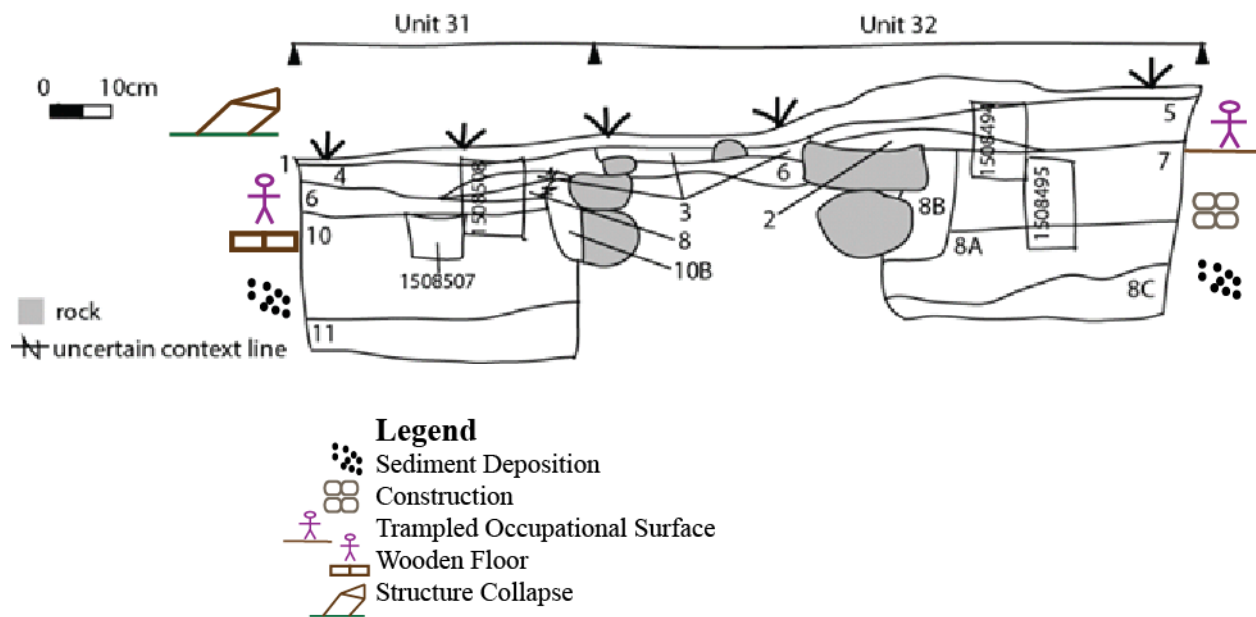 Unit 31
Unit 32
0 10cm
1
4
6
10
11
1508508
1508507
3
8
10B
6
2
8B
8A
1508494
1508495
5
7
8C
rock
uncertain context line
Legend
Sediment Deposition
Construction
Trampled Occupational Surface
Wooden Floor
Structure Collapse